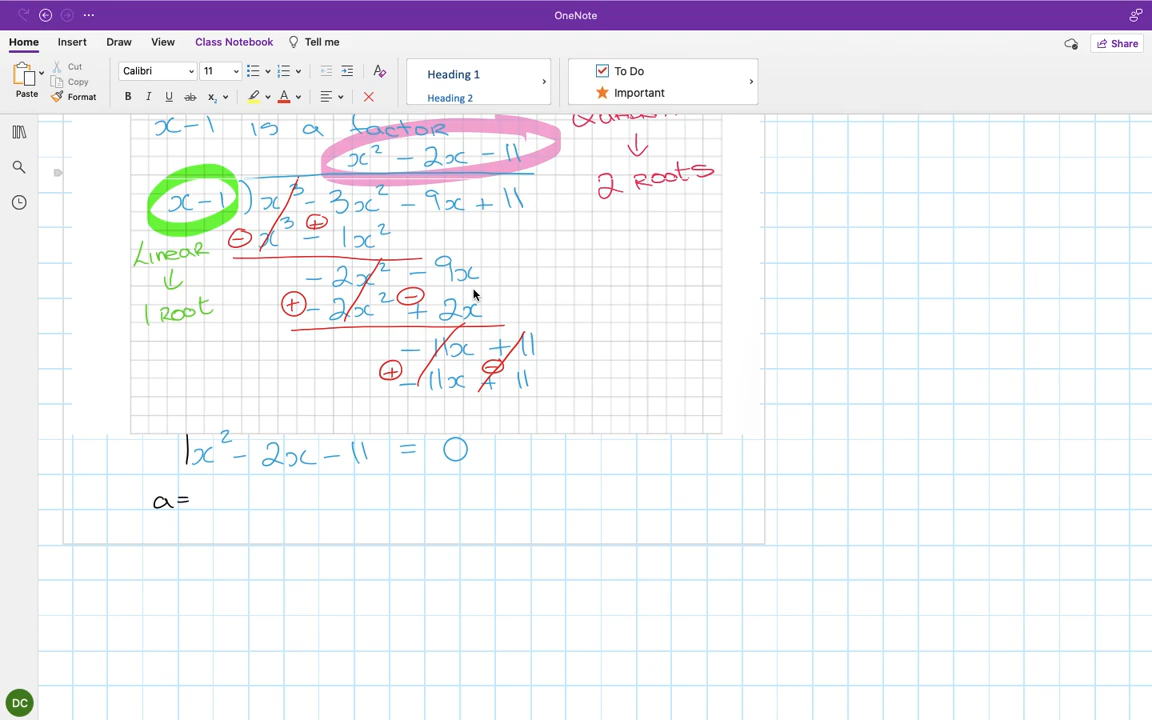 OneNote
Home Insert Draw View Class Notebook Tell me Share
Paste Cut Copy Format
Calibri 11 Heading 1 Heading 2 To Do Important
B I U ab x₂ A
x-1 is a factor
x² - 2x - 11
2 Roots
x-1 ) x³ - 3x² - 9x + 11
⊖ x³ ⊕ - 1x²
Linear
↓
1 Root
- 2x² - 9x
⊕ - 2x² ⊖ + 2x
- 11x + 11
⊕ - 11x ⊖ + 11
1x² - 2x - 11 = 0
a =
DC